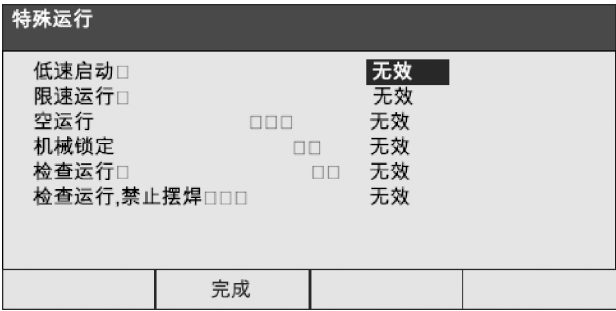 特殊运行
低速启动□ 无效
限速运行□ 无效
空运行 □□□ 无效
机械锁定 □□ 无效
检查运行□ □□ 无效
检查运行,禁止摆焊□□□ 无效
完成